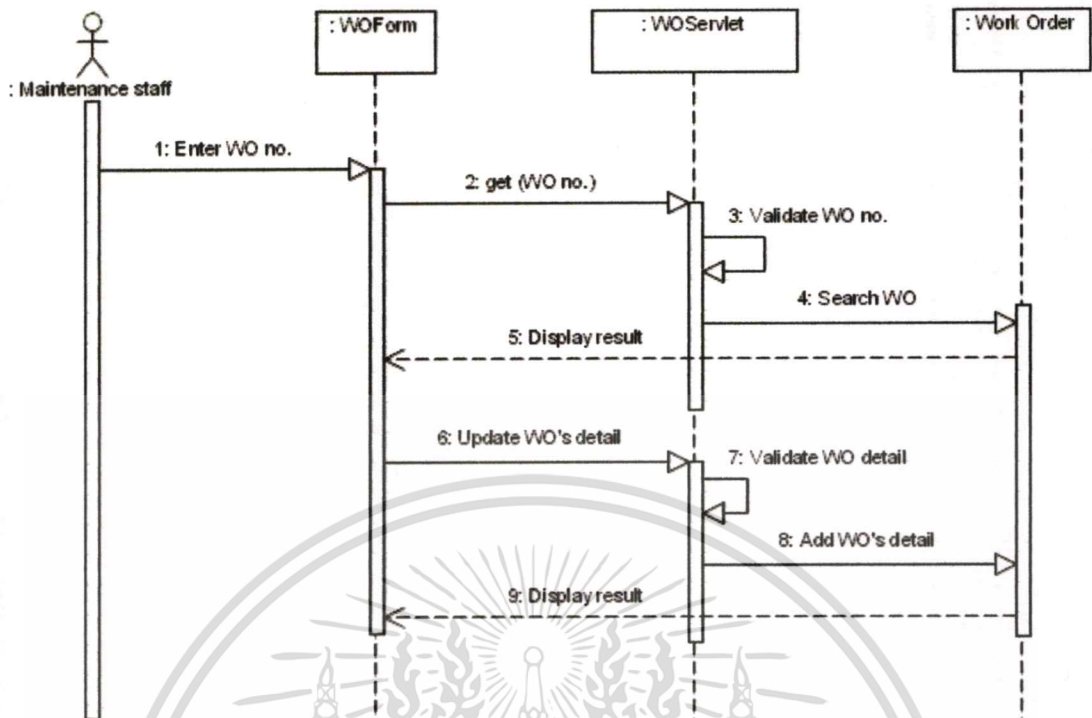 : WOForm
: WOServlet
: Work Order
: Maintenance staff
1: Enter WO no.
2: get (WO no.)
3: Validate WO no.
4: Search WO
5: Display result
6: Update WO's detail
7: Validate WO detail
8: Add WO's detail
9: Display result